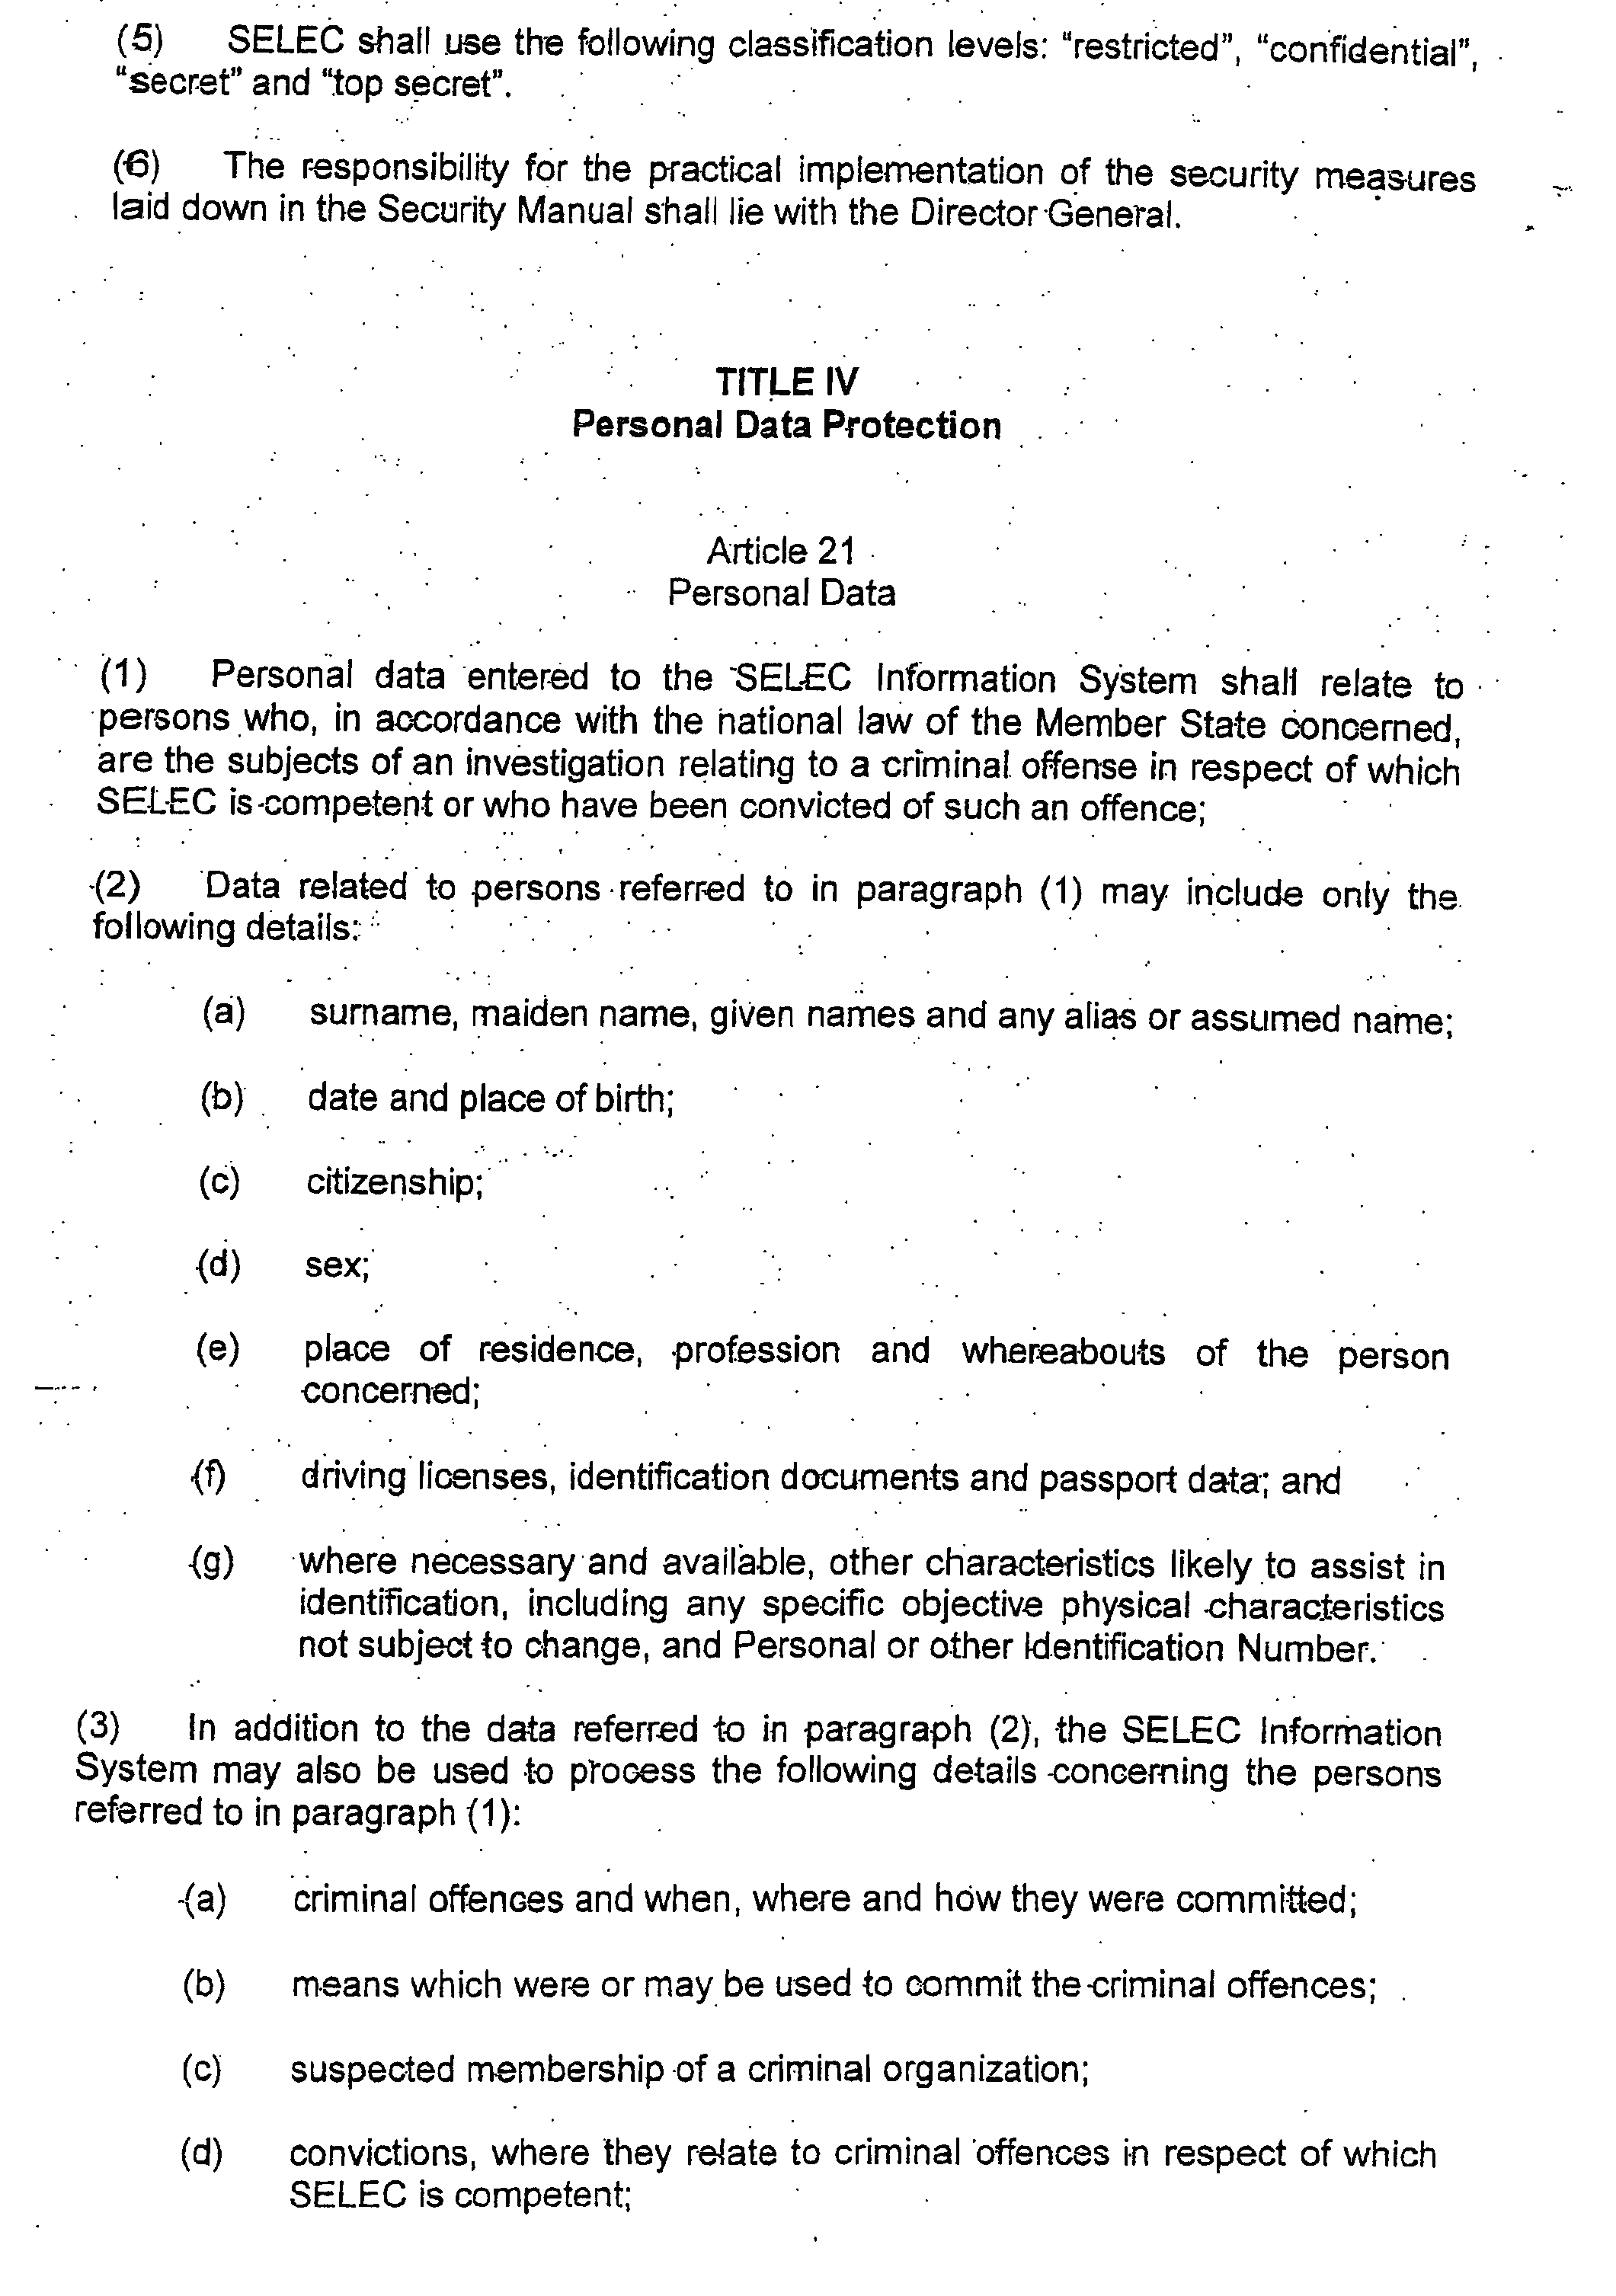 (5) SELEC shall use the following classification levels: “restricted”, “confidential”,
“secret” and “top secret”.
(6) The responsibility for the practical implementation of the security measures
laid down in the Security Manual shall lie with the Director General.
TITLE IV
Personal Data Protection
Article 21
Personal Data
(1) Personal data entered to the SELEC Information System shall relate to
persons who, in accordance with the national law of the Member State concerned,
are the subjects of an investigation relating to a criminal offense in respect of which
SELEC is competent or who have been convicted of such an offence;
(2) Data related to persons referred to in paragraph (1) may include only the
following details:
(a) surname, maiden name, given names and any alias or assumed name;
(b) date and place of birth;
(c) citizenship;
(d) sex;
(e) place of residence, profession and whereabouts of the person
concerned;
(f) driving licenses, identification documents and passport data; and
(g) where necessary and available, other characteristics likely to assist in
identification, including any specific objective physical characteristics
not subject to change, and Personal or other Identification Number.
(3) In addition to the data referred to in paragraph (2), the SELEC Information
System may also be used to process the following details concerning the persons
referred to in paragraph (1):
(a) criminal offences and when, where and how they were committed;
(b) means which were or may be used to commit the criminal offences;
(c) suspected membership of a criminal organization;
(d) convictions, where they relate to criminal offences in respect of which
SELEC is competent;